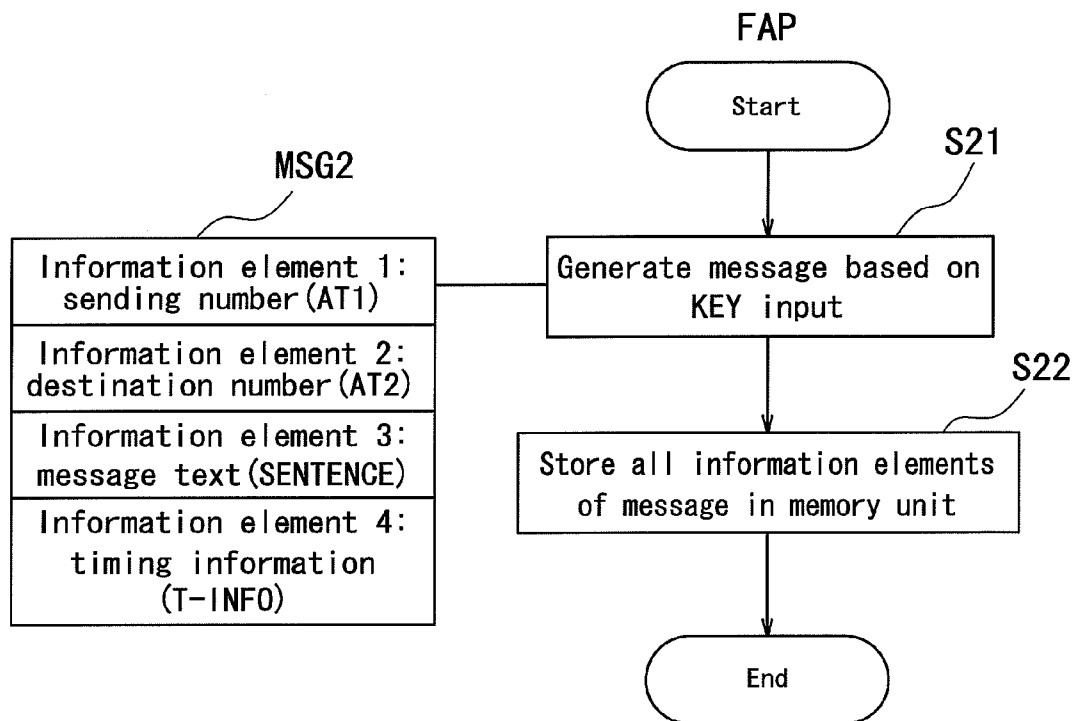 FAP
Start
S21
MSG2
Generate message based on
KEY input
Information element 1:
sending number(AT1)
Information element 2:
destination number(AT2)
Information element 3:
message text(SENTENCE)
Information element 4:
timing information
(T-INFO)
S22
Store all information elements
of message in memory unit
End